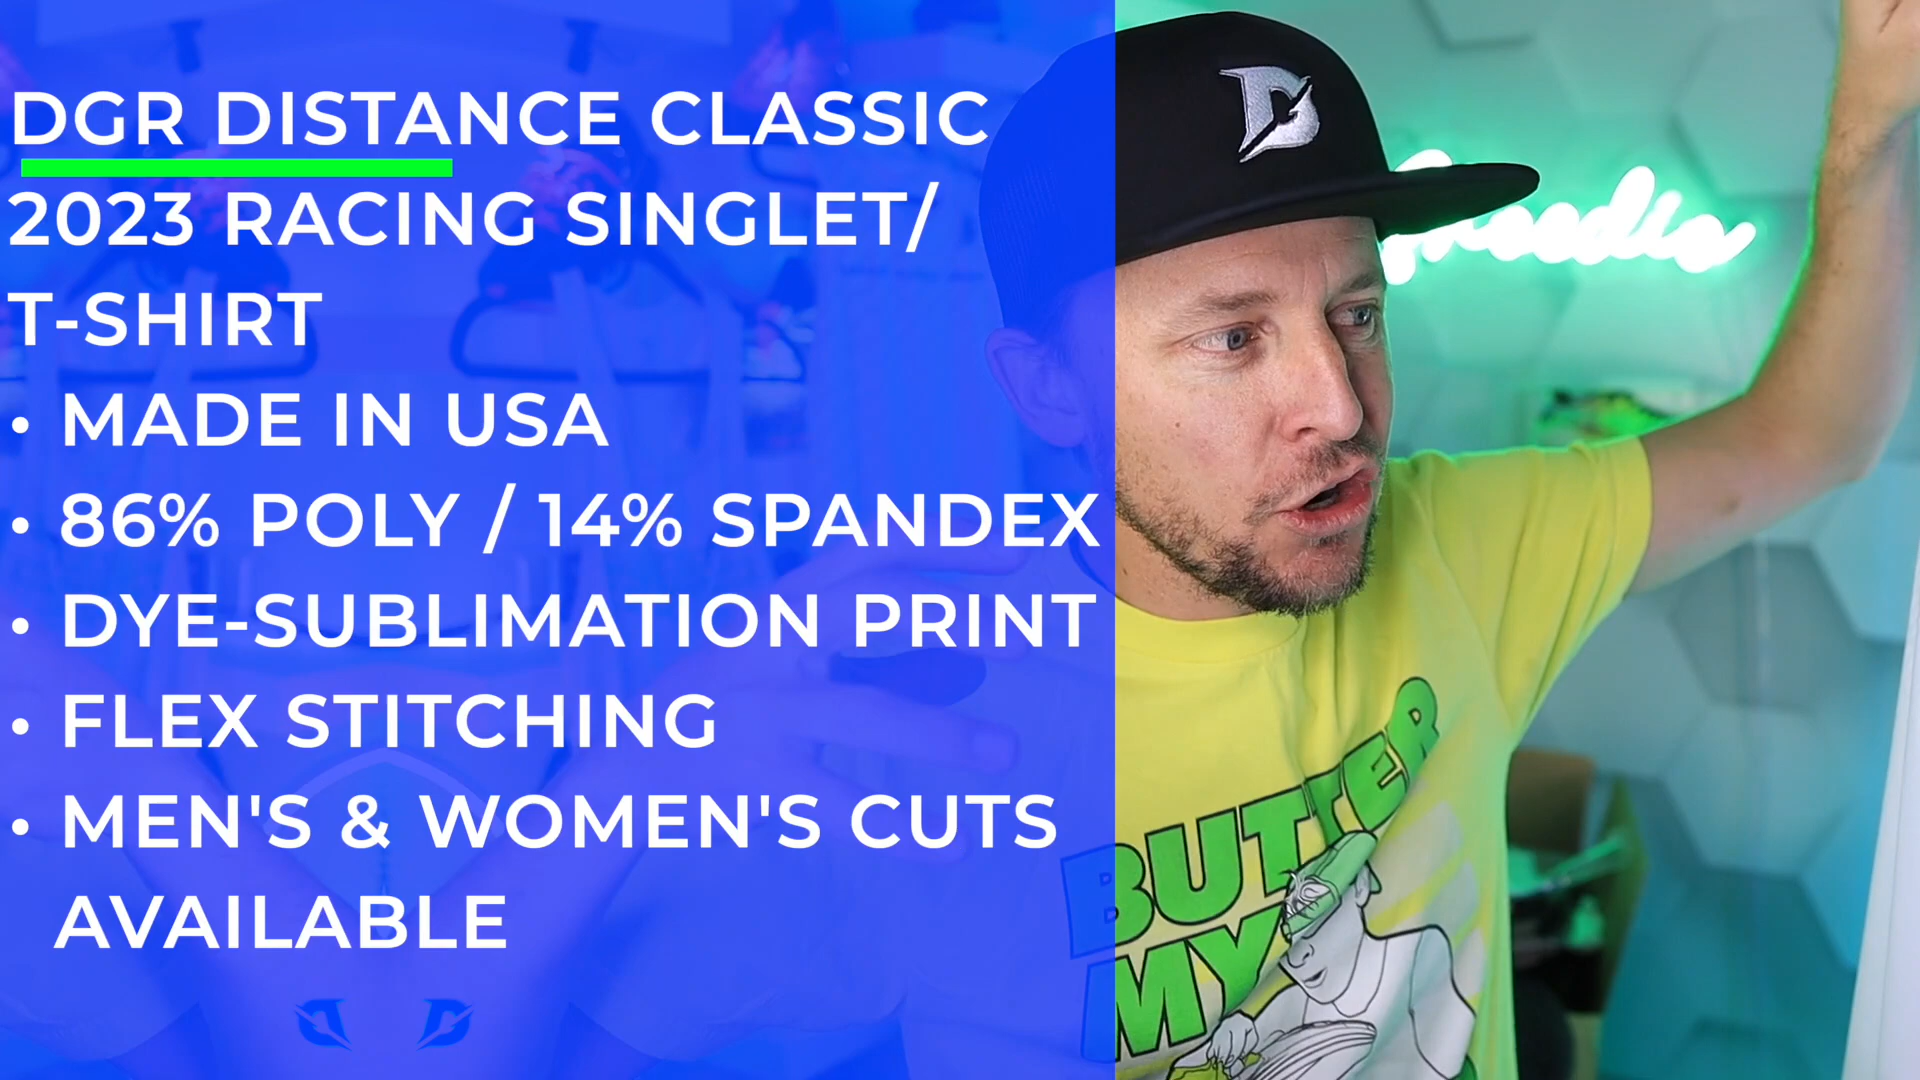 DGR DISTANCE CLASSIC
2023 RACING SINGLET/
T-SHIRT
• MADE IN USA
• 86% POLY / 14% SPANDEX
• DYE-SUBLIMATION PRINT
• FLEX STITCHING
• MEN'S & WOMEN'S CUTS
AVAILABLE
BUTTER
MY